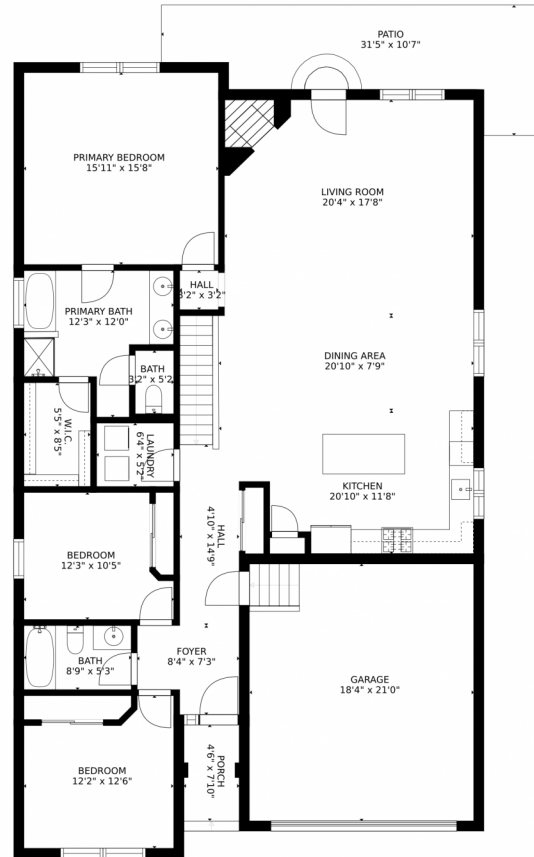 PATIO
31'5" x 10'7"
PRIMARY BEDROOM
15'11" x 15'8"
LIVING ROOM
20'4" x 17'8"
HALL
3'2" x 3'2"
PRIMARY BATH
12'3" x 12'0"
DINING AREA
20'10" x 7'9"
BATH
3'2" x 5'2"
W.I.C.
5'5" x 8'5"
LAUNDRY
6'4" x 5'2"
KITCHEN
20'10" x 11'8"
HALL
4'10" x 14'9"
BEDROOM
12'3" x 10'5"
FOYER
8'4" x 7'3"
BATH
8'9" x 5'3"
GARAGE
18'4" x 21'0"
PORCH
4'6" x 7'10"
BEDROOM
12'2" x 12'6"